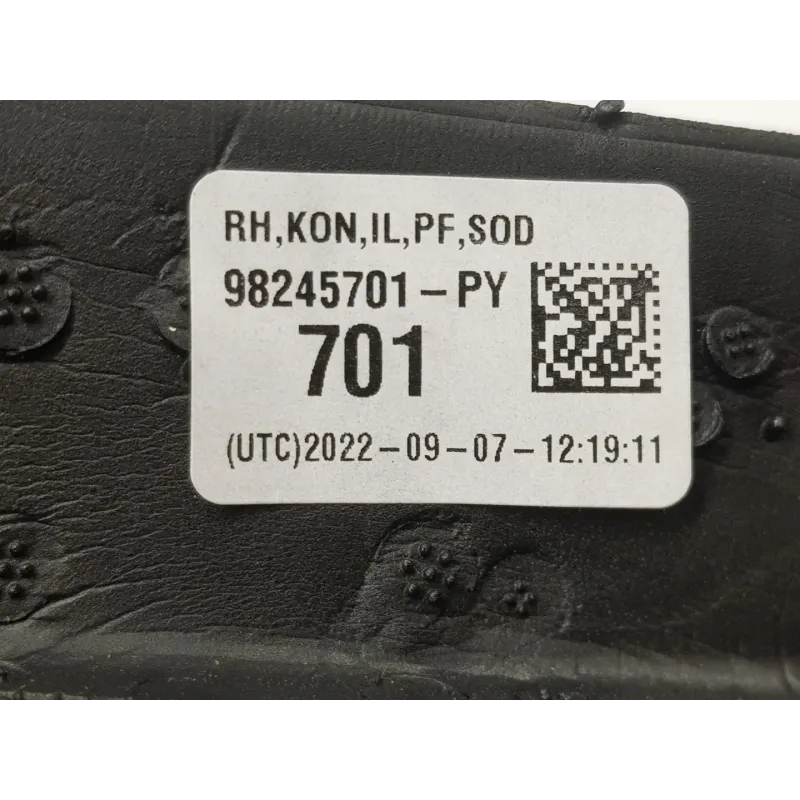 RH,KON,IL,PF,SOD
98245701-PY
701
(UTC)2022-09-07-12:19:11